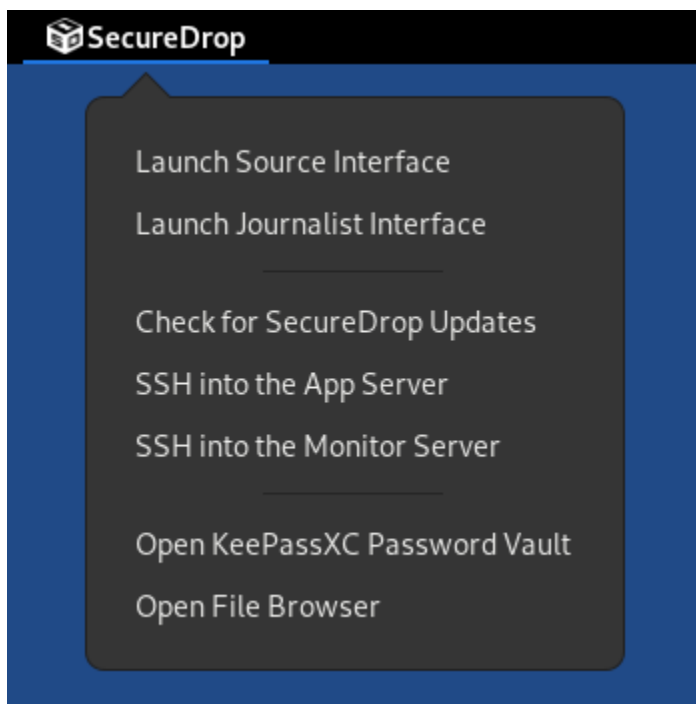 SecureDrop
Launch Source Interface
Launch Journalist Interface
Check for SecureDrop Updates
SSH into the App Server
SSH into the Monitor Server
Open KeePassXC Password Vault
Open File Browser